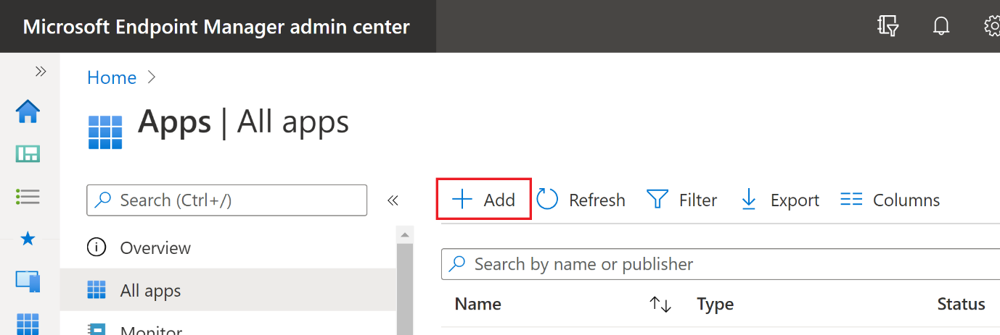 Microsoft Endpoint Manager admin center
Home
Apps | All apps
Search (Ctrl+/)
Add
Refresh
Filter
Export
Columns
Overview
Search by name or publisher
All apps
Name
Type
Status
Monitor